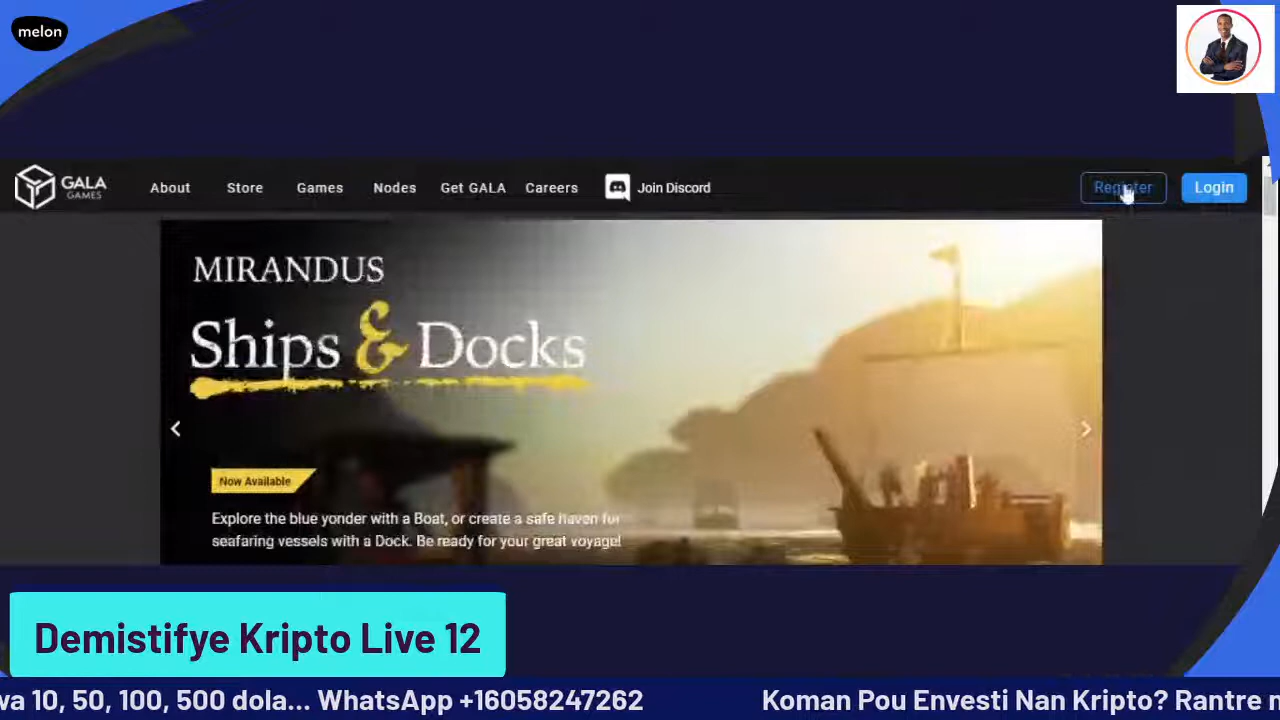 melon
GALA
GAMES
About Store Games Nodes Get GALA Careers Join Discord Register Login
MIRANDUS
Ships & Docks
Now Available
Explore the blue yonder with a Boat, or create a safe haven for
seafaring vessels with a Dock. Be ready for your great voyage!
Demistifye Kripto Live 12
10, 50, 100, 500 dola... WhatsApp +16058247262 Koman Pou Envesti Nan Kripto? Rantre